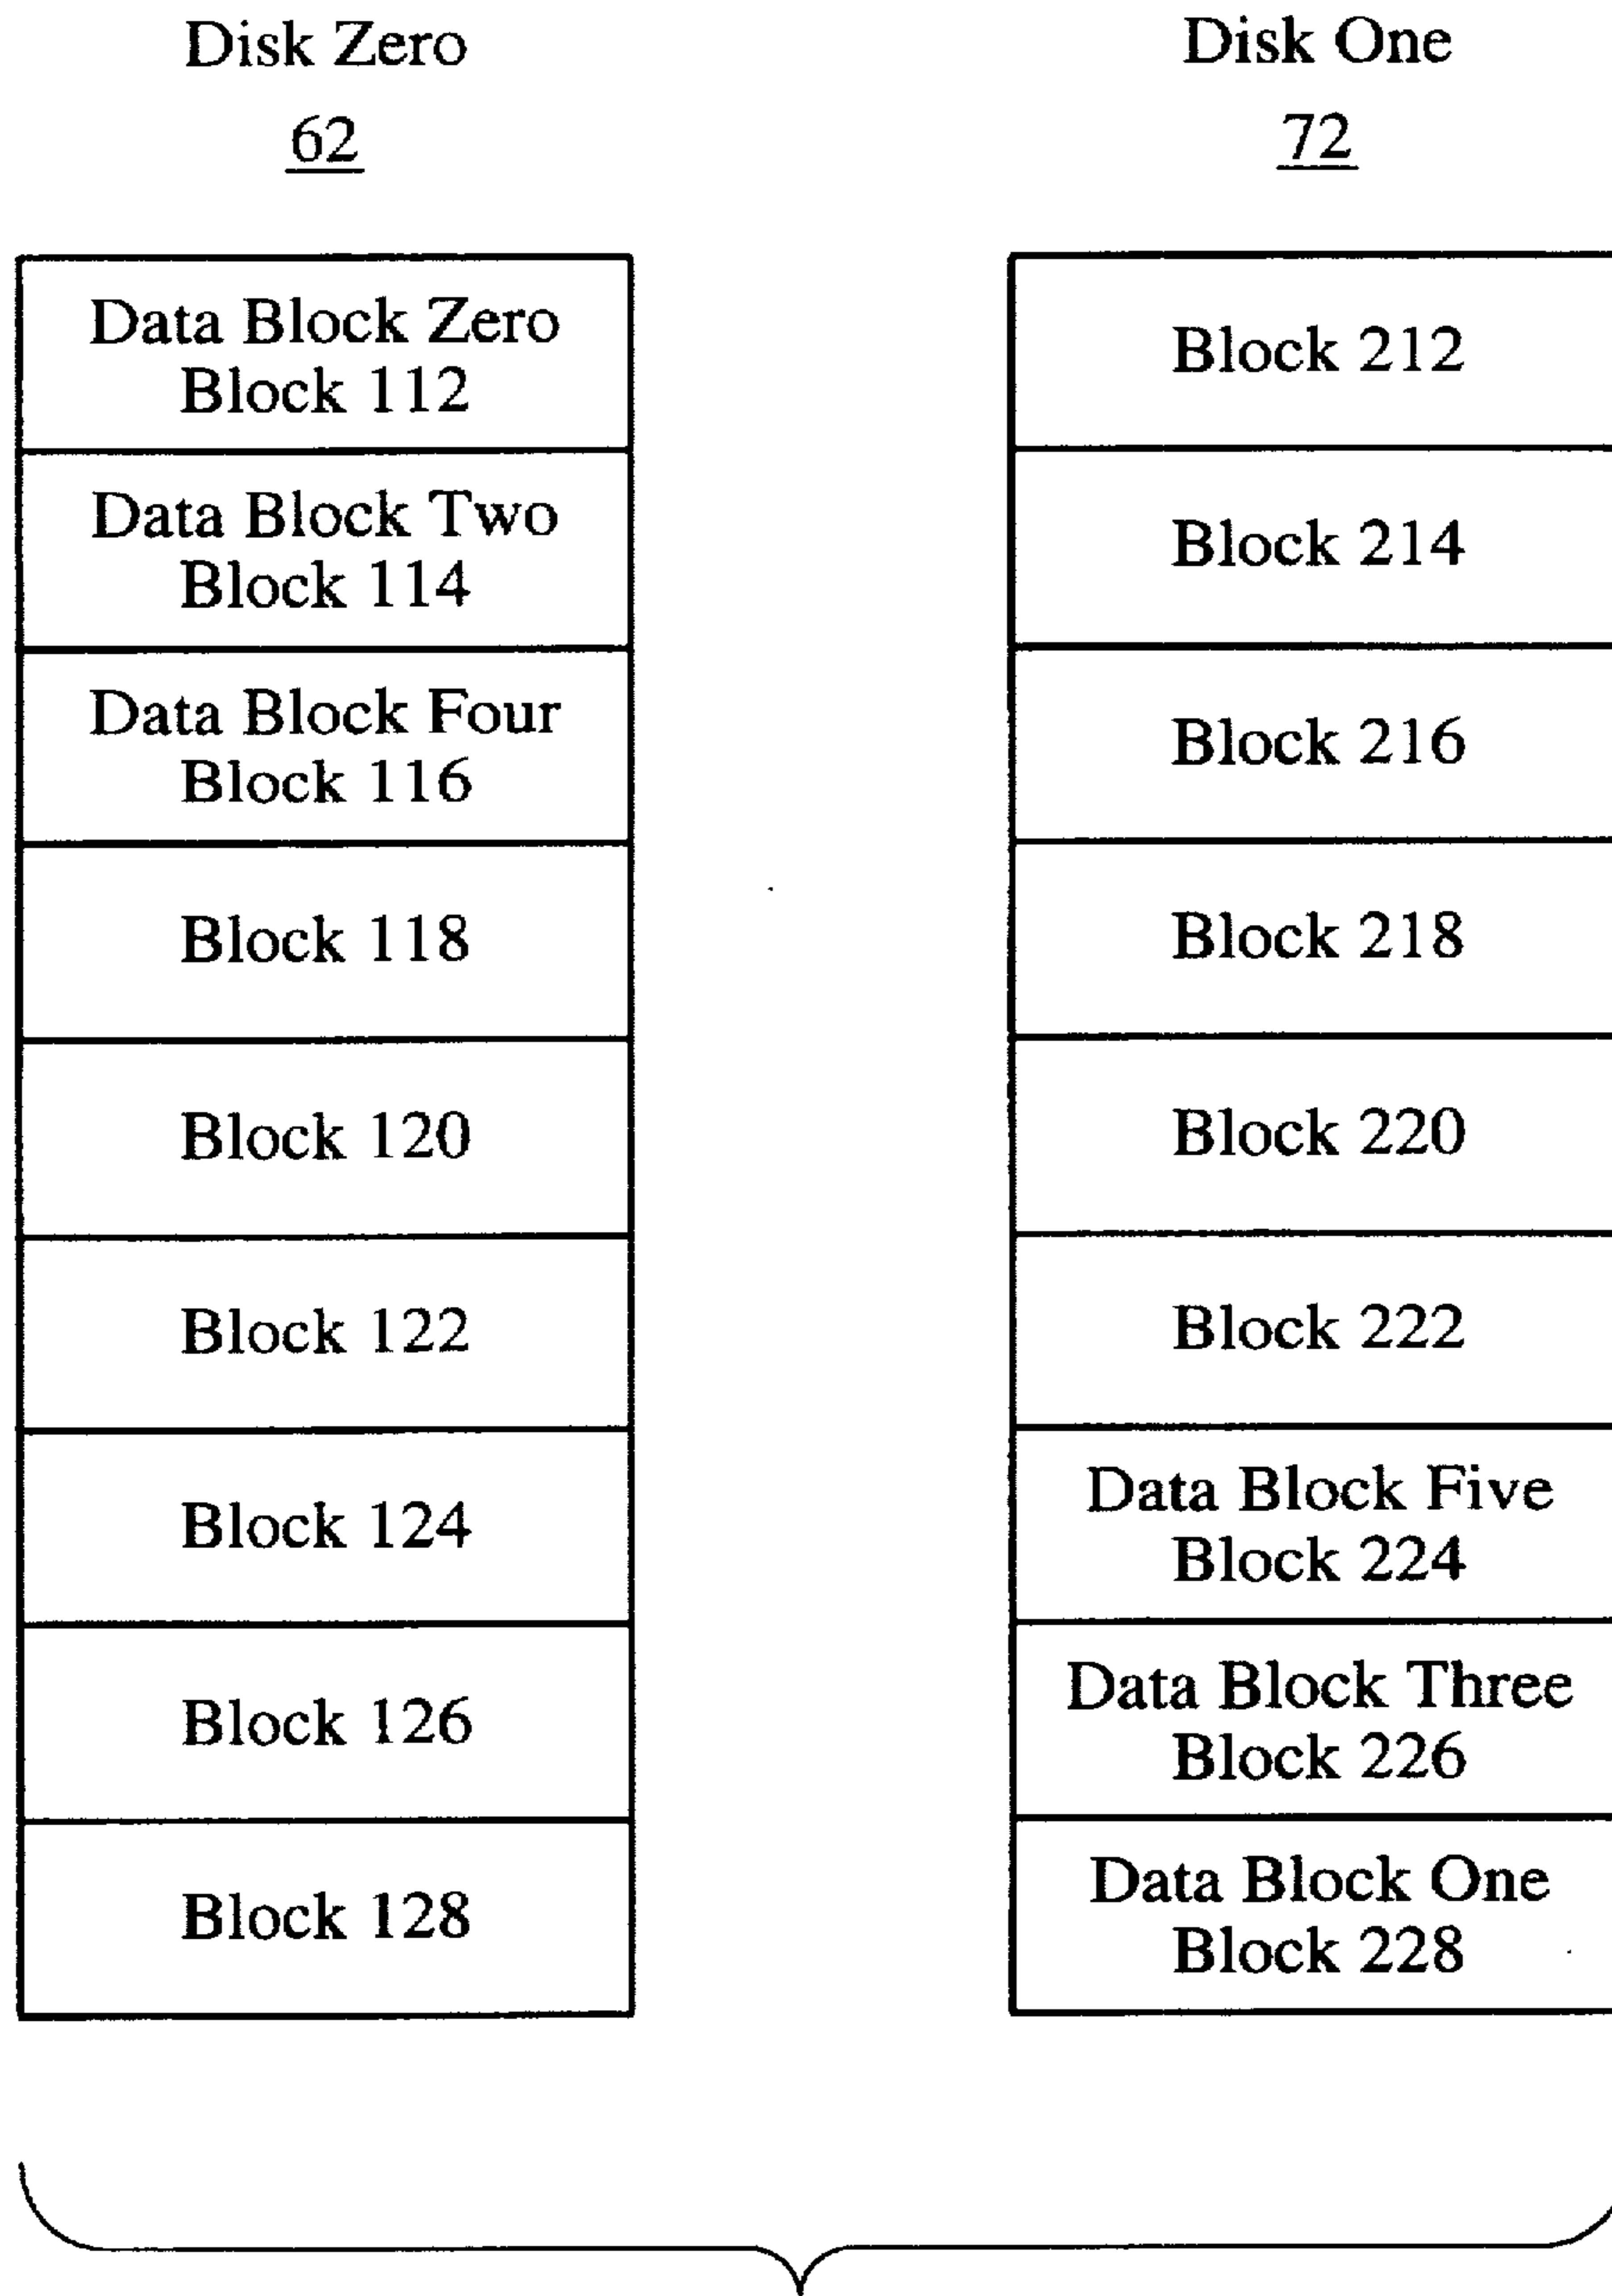 Disk Zero
62
Data Block Zero
Block 112
Data Block Two
Block 114
Data Block Four
Block 116
Block 118
Block 120
Block 122
Block 124
Block 126
Block 128
Disk One
72
Block 212
Block 214
Block 216
Block 218
Block 220
Block 222
Data Block Five
Block 224
Data Block Three
Block 226
Data Block One
Block 228